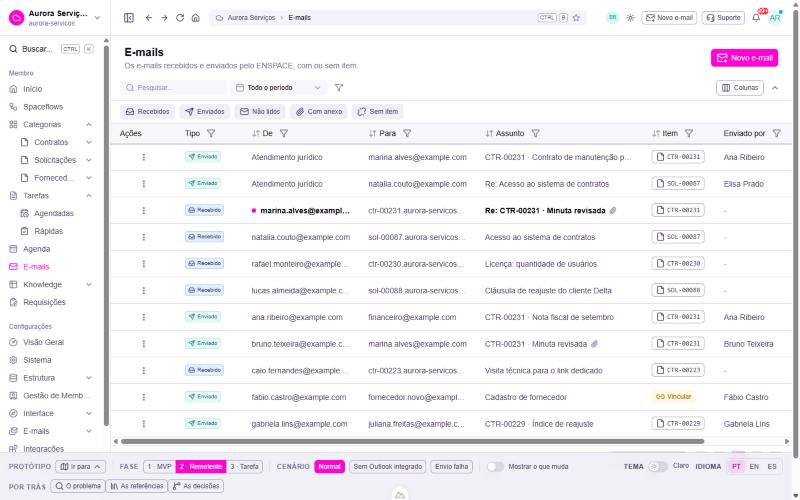 Aurora Serviç...
aurora-servicos
Aurora Serviços › E-mails
CTRL B
BR
Novo e-mail
Suporte
99+
AR
Buscar...
CTRL K
Membro
Início
Spaceflows
Categorias
Contratos
Solicitações
Forneced...
Tarefas
Agendadas
Rápidas
Agenda
E-mails
Knowledge
Requisições
Configurações
Visão Geral
Sistema
Estrutura
Gestão de Memb...
Interface
E-mails
Integrações
E-mails
Os e-mails recebidos e enviados pelo ENSPACE, com ou sem item.
Novo e-mail
Pesquisar...
Todo o período
Colunas
Recebidos
Enviados
Não lidos
Com anexo
Sem item
Ações Tipo De Para Assunto Item Enviado por
Enviado Atendimento jurídico marina.alves@example.com CTR-00231 · Contrato de manutenção p... CTR-00231 Ana Ribeiro
Enviado Atendimento jurídico natalia.couto@example.com Re: Acesso ao sistema de contratos SOL-00087 Elisa Prado
Recebido marina.alves@exampl... ctr-00231.aurora-servicos... Re: CTR-00231 · Minuta revisada CTR-00231 -
Recebido natalia.couto@example.com sol-00087.aurora-servicos... Acesso ao sistema de contratos SOL-00087 -
Recebido rafael.monteiro@example... ctr-00230.aurora-servicos... Licença: quantidade de usuários CTR-00230 -
Recebido lucas.almeida@example.c... sol-00088.aurora-servicos... Cláusula de reajuste do cliente Delta SOL-00088 -
Enviado ana.ribeiro@example.com financeiro@example.com CTR-00231 · Nota fiscal de setembro CTR-00231 Ana Ribeiro
Enviado bruno.teixeira@example.c... marina.alves@example.com CTR-00231 · Minuta revisada CTR-00231 Bruno Teixeira
Recebido caio.fernandes@example.... ctr-00223.aurora-servicos... Visita técnica para o link dedicado CTR-00223 -
Enviado fabio.castro@example.com fornecedor.novo@exampl... Cadastro de fornecedor Vincular Fábio Castro
Enviado gabriela.lins@example.com juliana.freitas@example.c... CTR-00229 · Índice de reajuste CTR-00229 Gabriela Lins
PROTÓTIPO Ir para FASE 1 · MVP 2 · Remetente 3 · Tarefa CENÁRIO Normal Sem Outlook integrado Envio falha Mostrar o que muda TEMA Claro IDIOMA PT EN ES
POR TRÁS O problema As referências As decisões